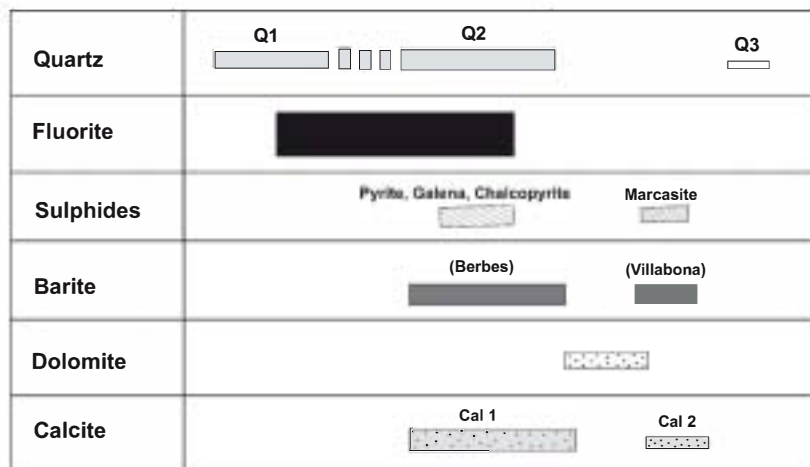 Quartz
Q1
Q2
Q3
Fluorite
Sulphides
Pyrite, Galena, Chalcopyrite
Marcasite
Barite
(Berbes)
(Villabona)
Dolomite
Calcite
Cal 1
Cal 2